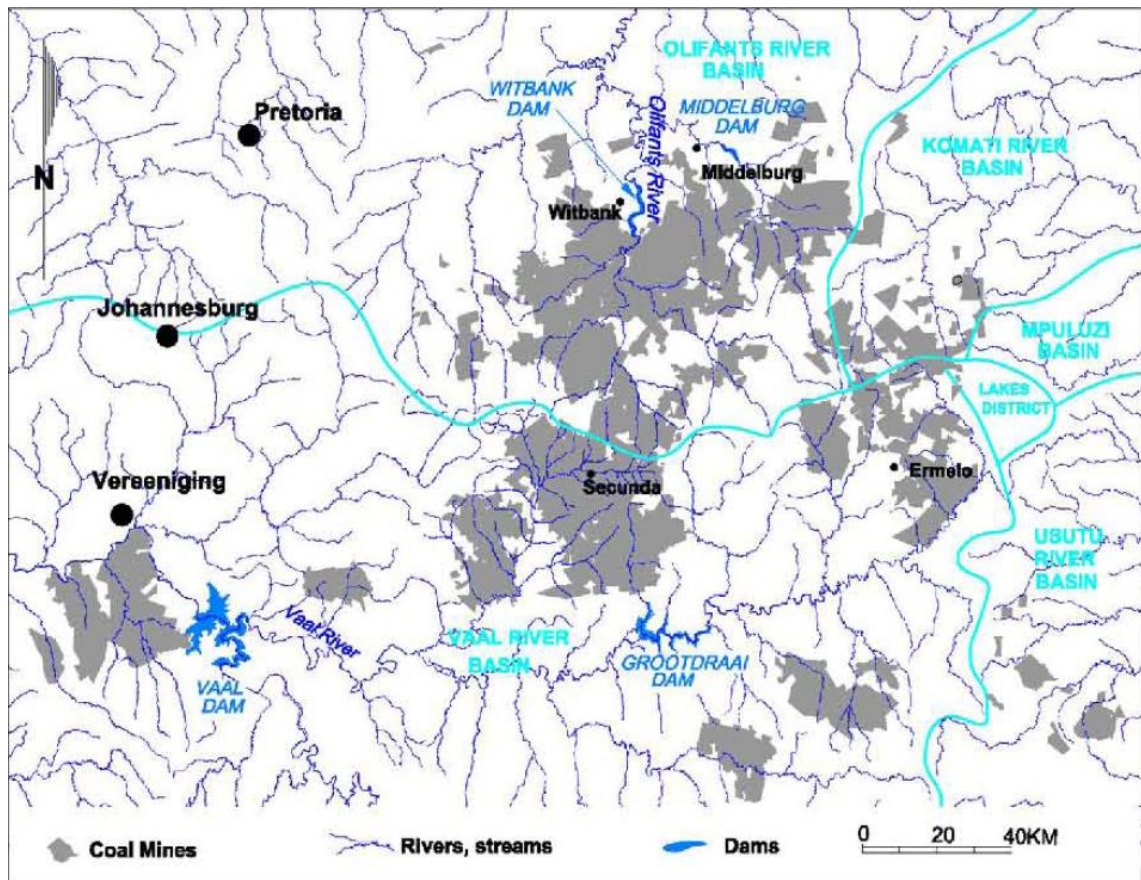 OLIFANTS RIVER
BASIN
WITBANK
DAM
Olifants River
MIDDELBURG
DAM
Pretoria
KOMATI RIVER
BASIN
N
Middelburg
Witbank
Johannesburg
MPULUZI
BASIN
LAKES
DISTRICT
Ermelo
Secunda
Vereeniging
USUTU
RIVER
BASIN
Vaal River
VAAL RIVER
BASIN
GROOTDRAAI
DAM
VAAL
DAM
Coal Mines
Rivers, streams
Dams
0 20 40KM